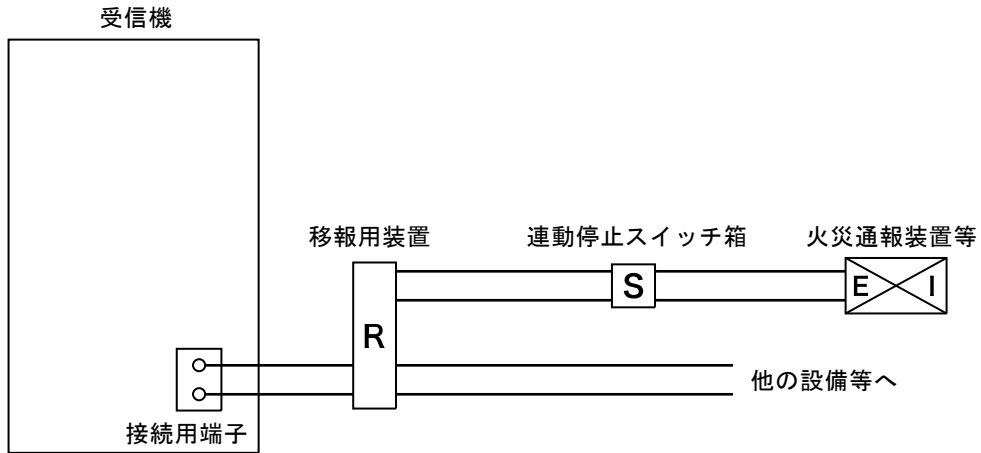 受信機
移報用装置
連動停止スイッチ箱
火災通報装置等
R
S
E I
他の設備等へ
接続用端子